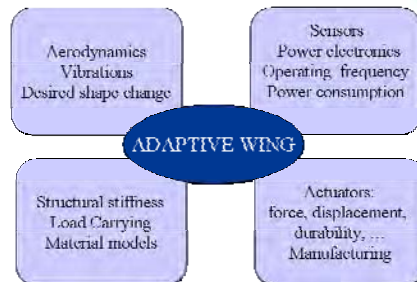 Aerodynamics
Vibrations
Desired shape change
Sensors
Power electronics
Operating frequency
Power consumption
ADAPTIVE WING
Structural stiffness
Load Carrying
Material models
Actuators:
force, displacement,
durability, ...
Manufacturing